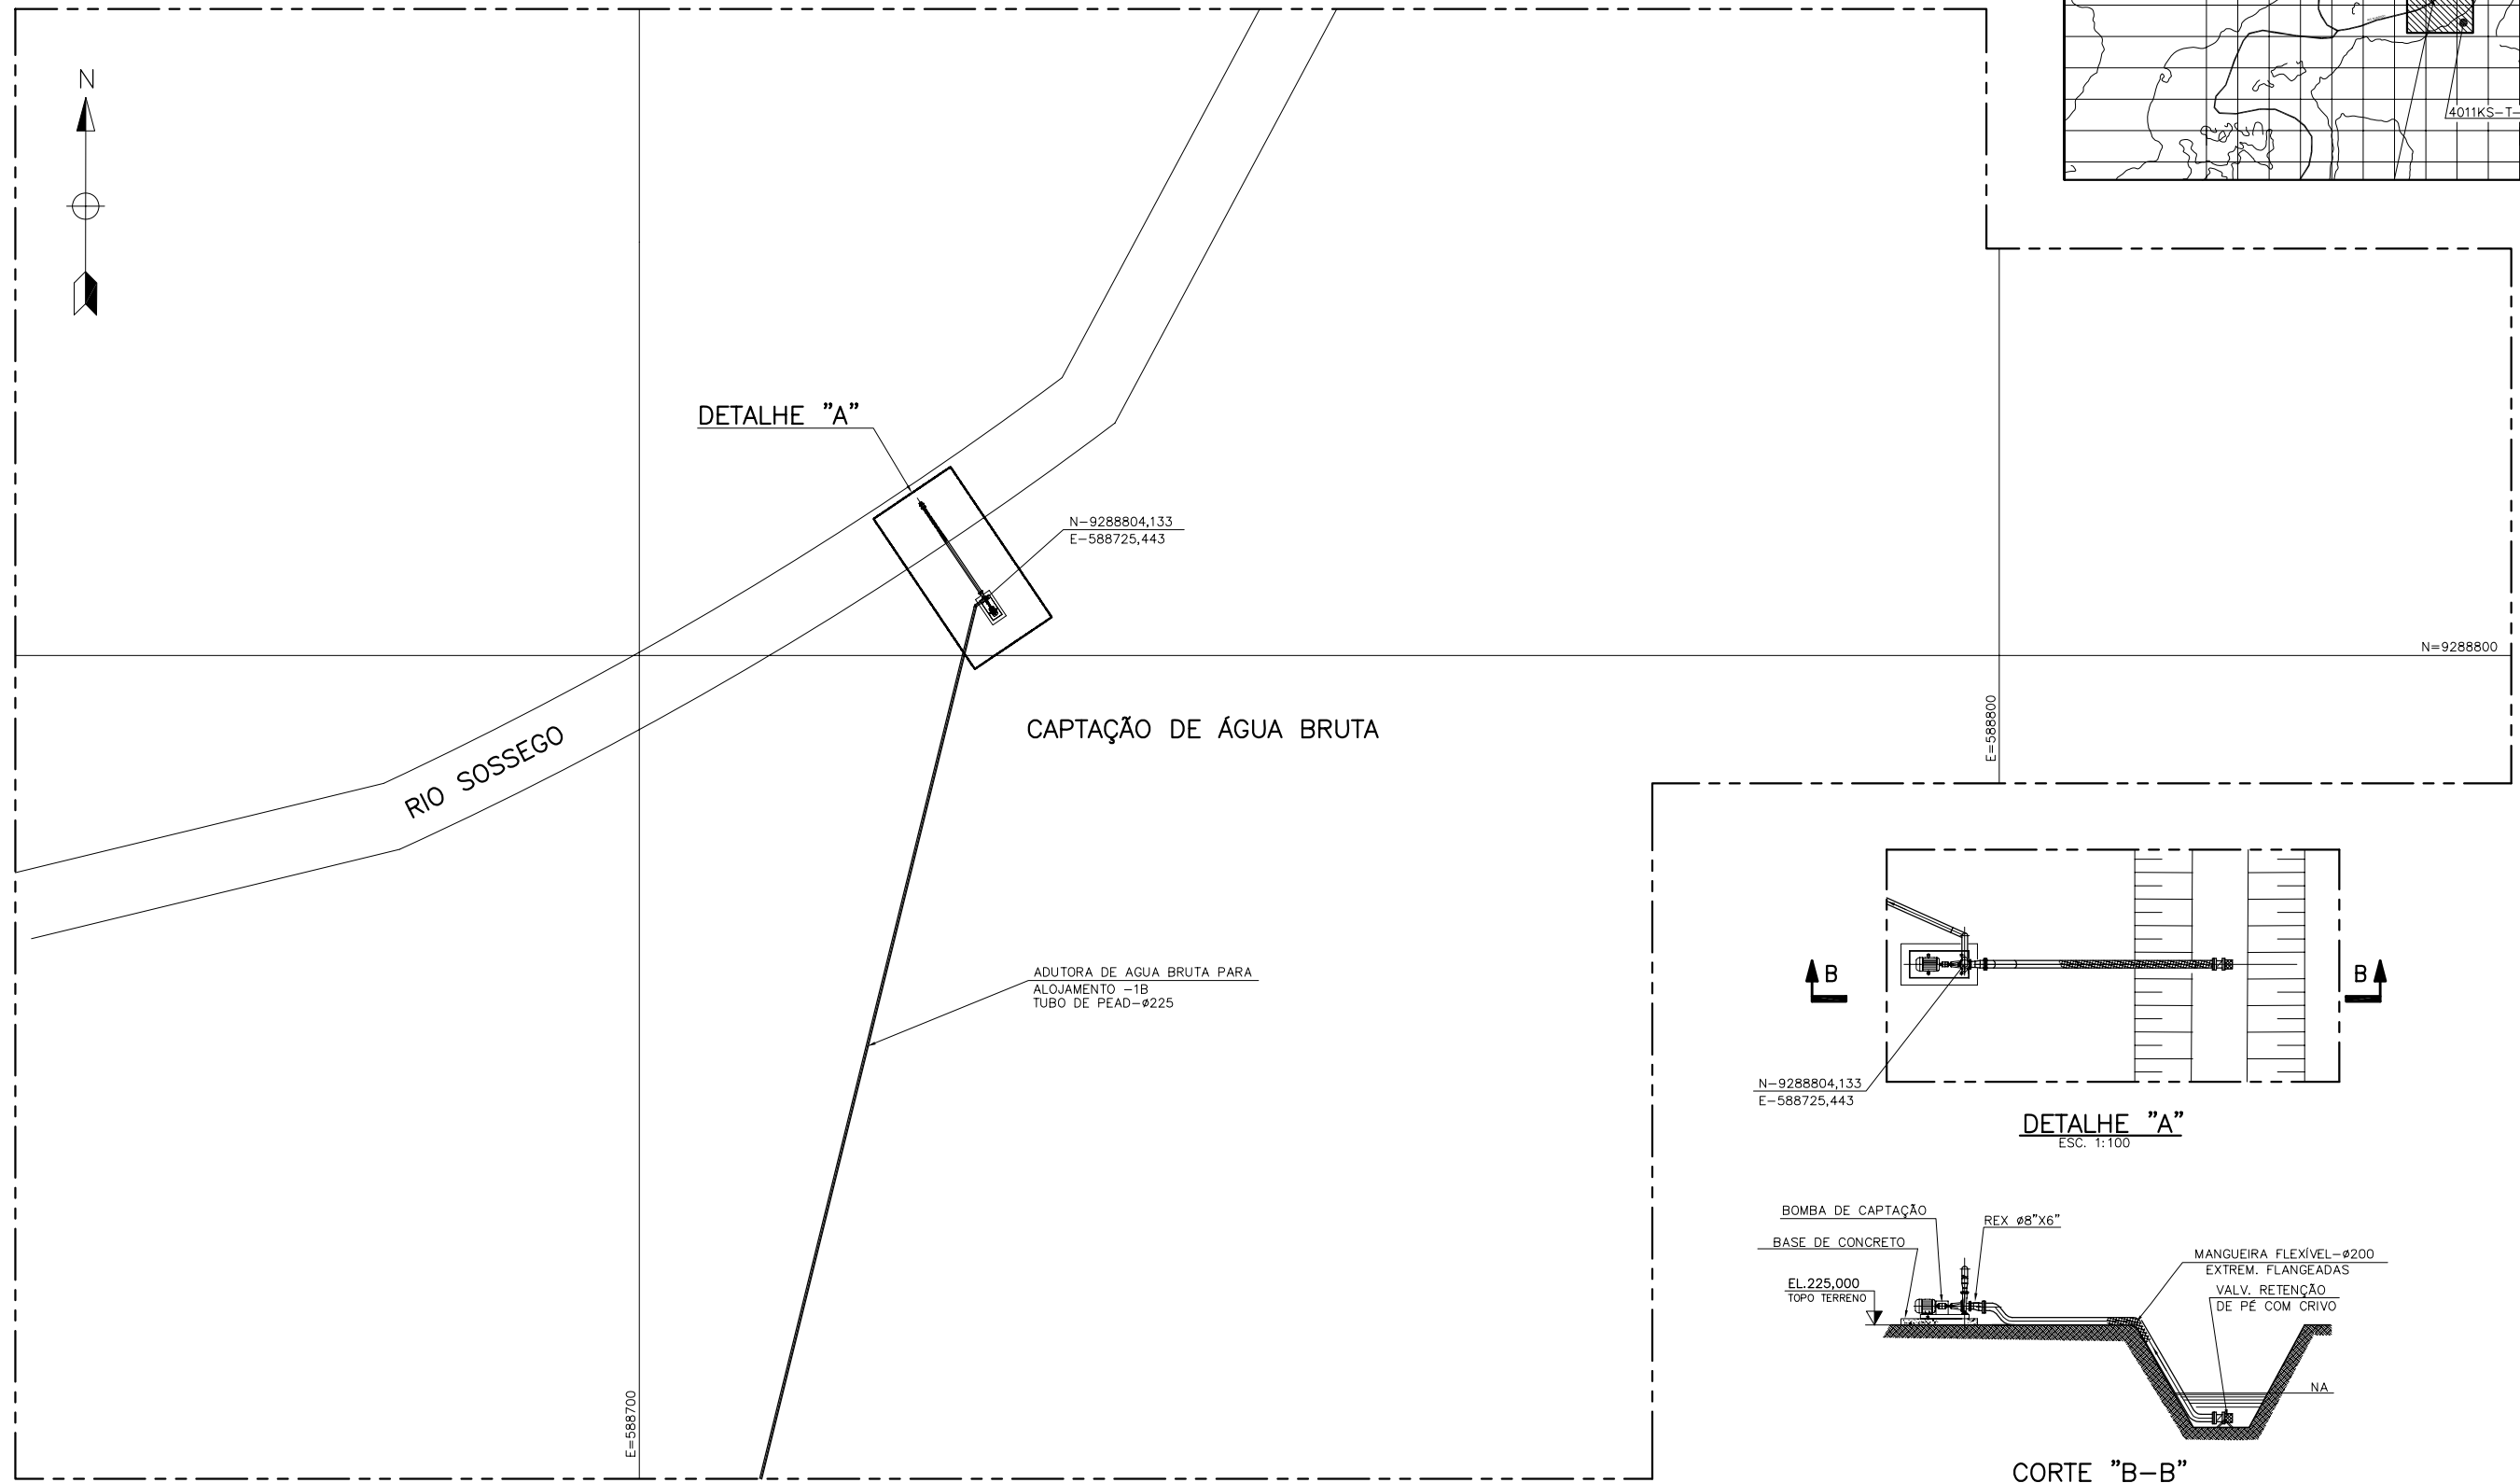 N
4011KS-T-
DETALHE "A"
N-9288804,133
E-588725,443
N=9288800
E=588800
CAPTAÇÃO DE ÁGUA BRUTA
RIO SOSSEGO
ADUTORA DE AGUA BRUTA PARA
ALOJAMENTO -1B
TUBO DE PEAD-ø225
E=588700
B
B
N-9288804,133
E-588725,443
DETALHE "A"
ESC. 1:100
BOMBA DE CAPTAÇÃO
REX ø8"X6"
BASE DE CONCRETO
MANGUEIRA FLEXÍVEL-ø200
EXTREM. FLANGEADAS
EL.225,000
TOPO TERRENO
VALV. RETENÇÃO
DE PÉ COM CRIVO
NA
CORTE "B-B"